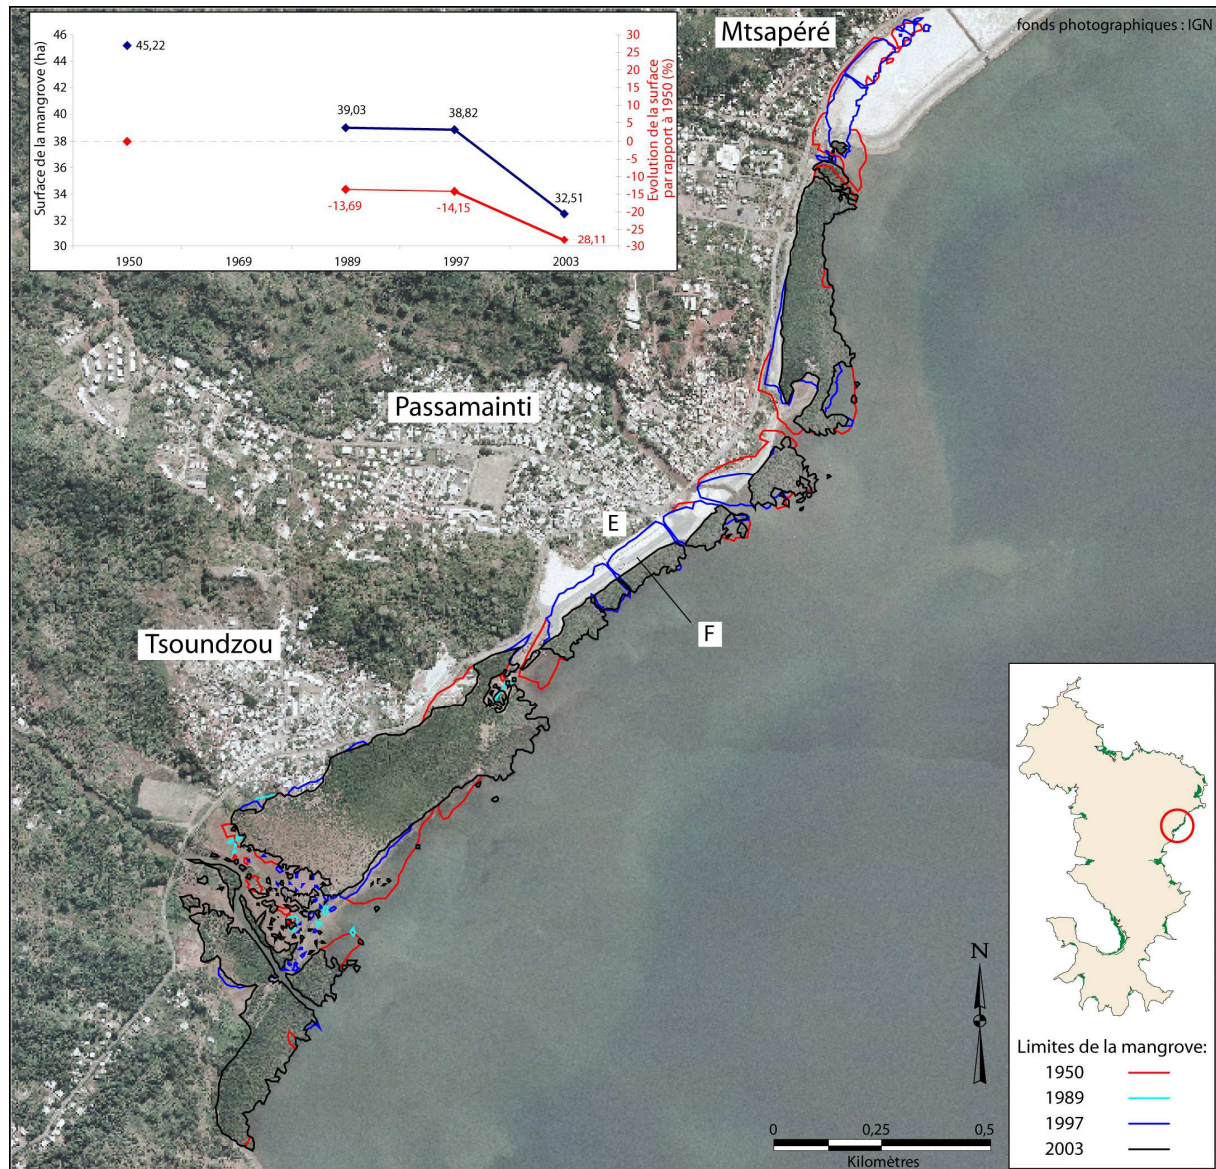 fonds photographiques : IGN
Mtsapéré
Surface de la mangrove (ha)
46
44
42
40
38
36
34
32
30
45,22
39,03
38,82
32,51
-13,69
-14,15
28,11
30
25
20
15
10
5
0
-5
-10
-15
-20
-25
-30
Evolution de la surface
par rapport à 1950 (%)
1950 1969 1989 1997 2003
Passamainti
E
F
Tsoundzou
N
0 0,25 0,5
Kilomètres
Limites de la mangrove:
1950
1989
1997
2003